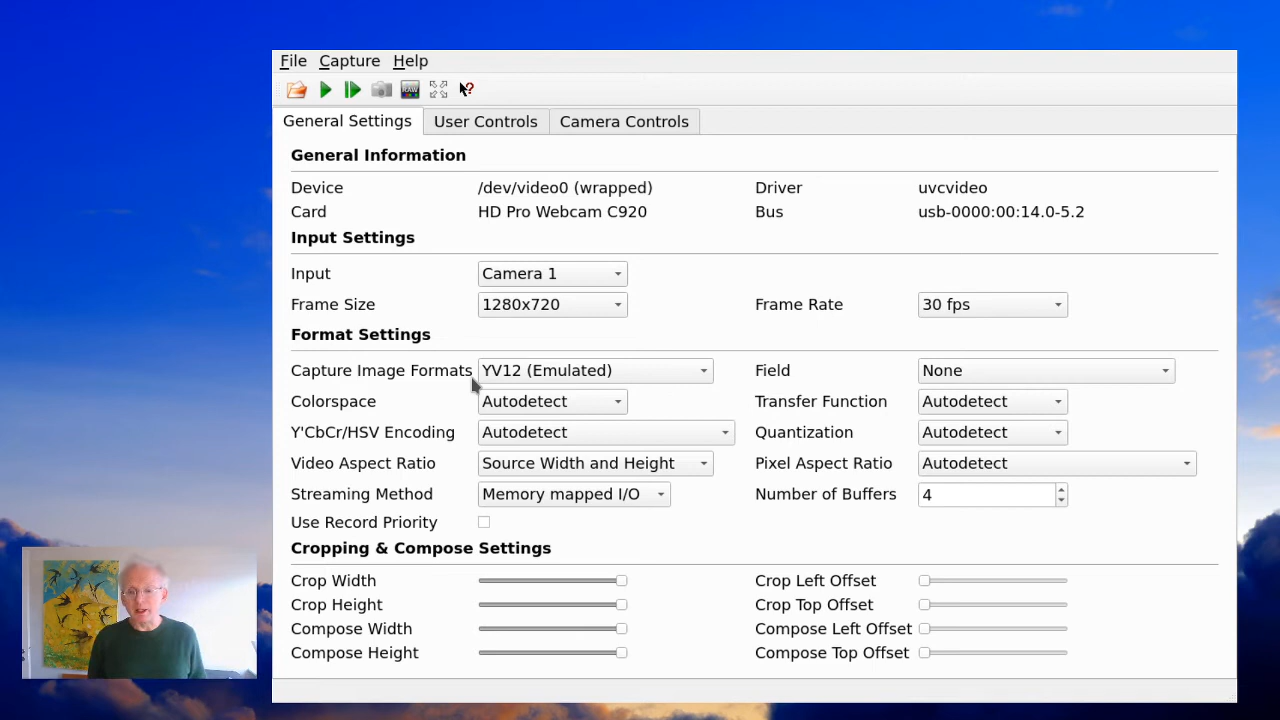 File Capture Help
RAW
General Settings User Controls Camera Controls
General Information
Device /dev/video0 (wrapped) Driver uvcvideo
Card HD Pro Webcam C920 Bus usb-0000:00:14.0-5.2
Input Settings
Input Camera 1
Frame Size 1280x720 Frame Rate 30 fps
Format Settings
Capture Image Formats YV12 (Emulated) Field None
Colorspace Autodetect Transfer Function Autodetect
Y'CbCr/HSV Encoding Autodetect Quantization Autodetect
Video Aspect Ratio Source Width and Height Pixel Aspect Ratio Autodetect
Streaming Method Memory mapped I/O Number of Buffers 4
Use Record Priority
Cropping & Compose Settings
Crop Width Crop Left Offset
Crop Height Crop Top Offset
Compose Width Compose Left Offset
Compose Height Compose Top Offset